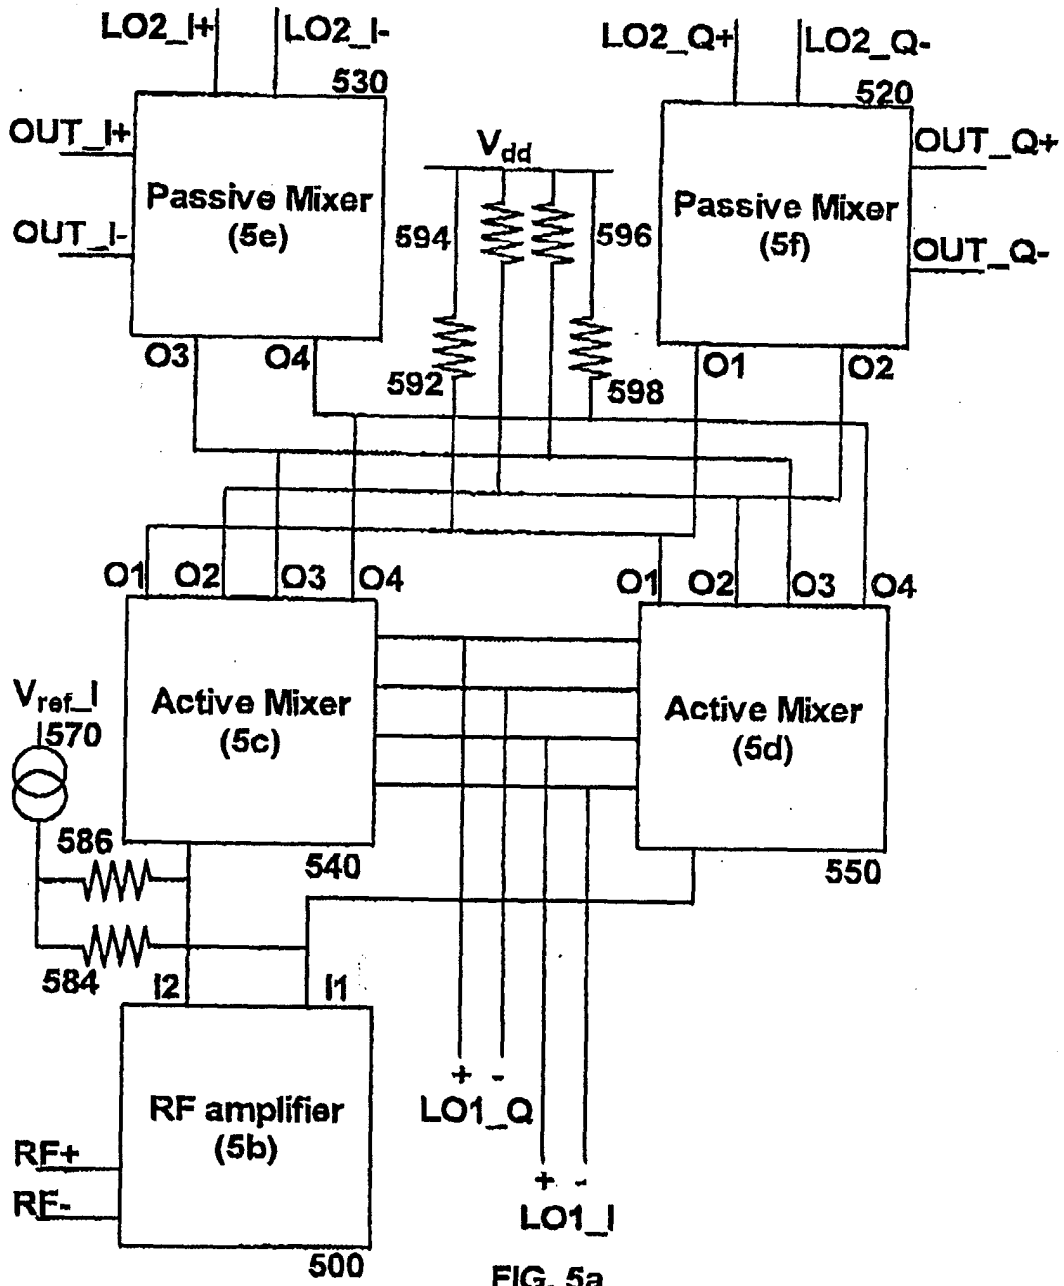 LO2_I+ LO2_I- LO2_Q+ LO2_Q-
530 520
OUT_I+ OUT_Q+
Vdd
Passive Mixer Passive Mixer
(5e) (5f)
OUT_I- 594 596 OUT_Q-
O3 O4 592 598 O1 O2
O1 O2 O3 O4 O1 O2 O3 O4
Vref_I
570
Active Mixer Active Mixer
(5c) (5d)
586 540 550
584 I2 I1
+ -
LO1_Q
RF amplifier
(5b)
RF+
RF-
+ -
LO1_I
500
FIG. 5a